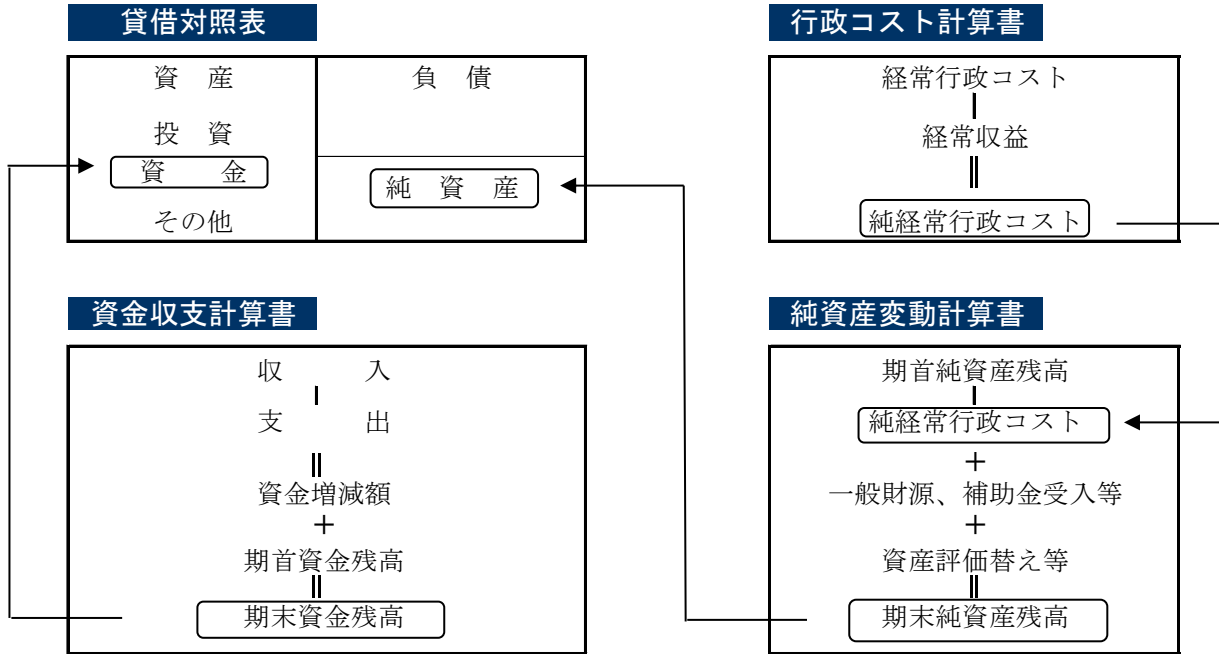 貸借対照表
資 産
投 資
資 金
その他
負 債
純 資 産
行政コスト計算書
経常行政コスト
ー
経常収益
=
純経常行政コスト
資金収支計算書
収 入
ー
支 出
=
資金増減額
＋
期首資金残高
=
期末資金残高
純資産変動計算書
期首純資産残高
ー
純経常行政コスト
＋
一般財源、補助金受入等
＋
資産評価替え等
=
期末純資産残高